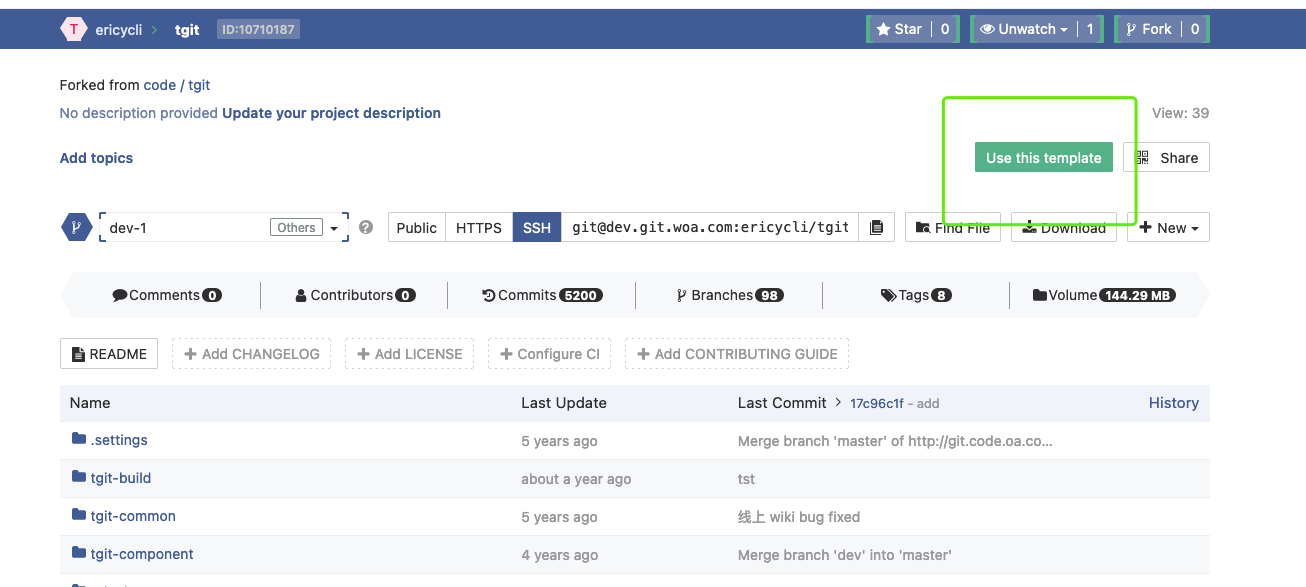 T ericycli > tgit ID:10710187 Star 0 Unwatch 1 Fork 0
Forked from code / tgit
No description provided Update your project description View: 39
Add topics Use this template Share
dev-1 Others ? Public HTTPS SSH git@dev.git.woa.com:ericycli/tgit Find File Download New
Comments 0 Contributors 0 Commits 5200 Branches 98 Tags 8 Volume 144.29 MB
README + Add CHANGELOG + Add LICENSE + Configure CI + Add CONTRIBUTING GUIDE
Name Last Update Last Commit > 17c96c1f - add History
.settings 5 years ago Merge branch 'master' of http://git.code.oa.co...
tgit-build about a year ago tst
tgit-common 5 years ago 线上 wiki bug fixed
tgit-component 4 years ago Merge branch 'dev' into 'master'